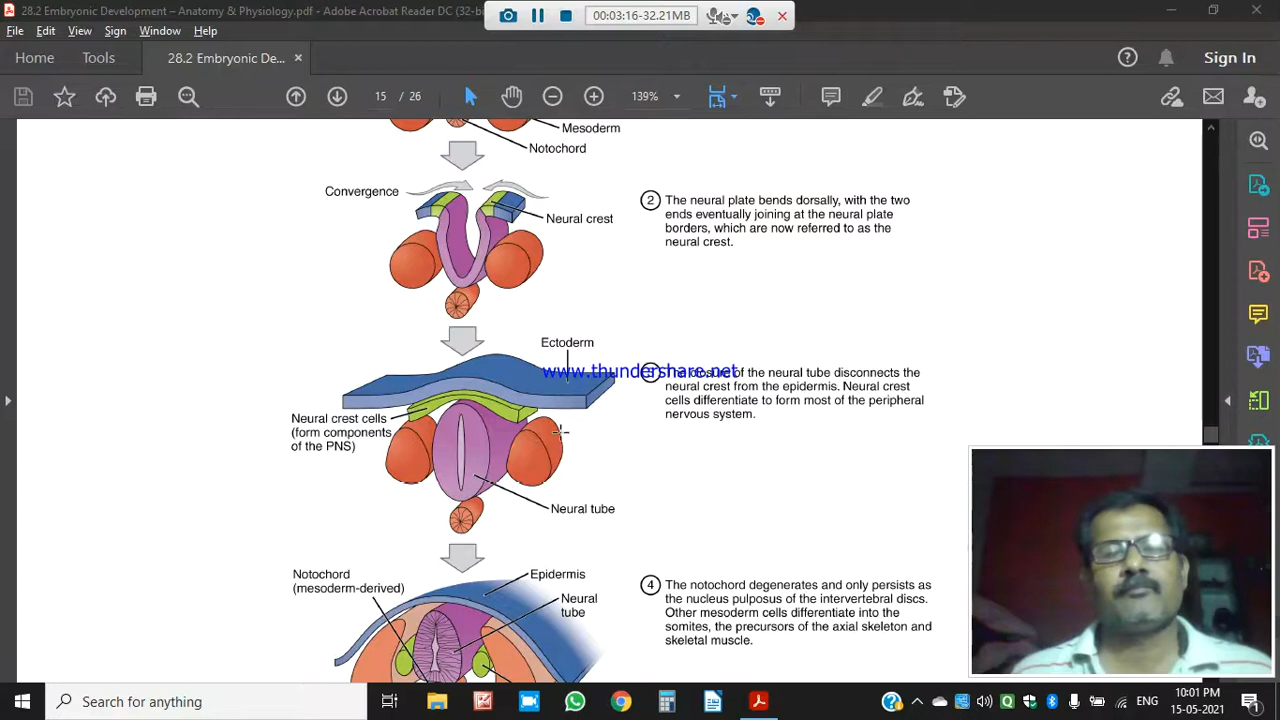 28.2 Embryonic Development – Anatomy & Physiology.pdf - Adobe Acrobat Reader DC (32-bi
00:03:16-32.21MB
File Edit View Sign Window Help
Home Tools 28.2 Embryonic De... Sign In
15 / 26 139%
Mesoderm
Notochord
Convergence
Neural crest
2 The neural plate bends dorsally, with the two
ends eventually joining at the neural plate
borders, which are now referred to as the
neural crest.
Ectoderm
www.thundershare.net
of the neural tube disconnects the
neural crest from the epidermis. Neural crest
cells differentiate to form most of the peripheral
nervous system.
Neural crest cells
(form components
of the PNS)
Neural tube
Notochord
(mesoderm-derived)
Epidermis
Neural
tube
4 The notochord degenerates and only persists as
the nucleus pulposus of the intervertebral discs.
Other mesoderm cells differentiate into the
somites, the precursors of the axial skeleton and
skeletal muscle.
Type here to search
ENG
10:01 PM
15-05-2021